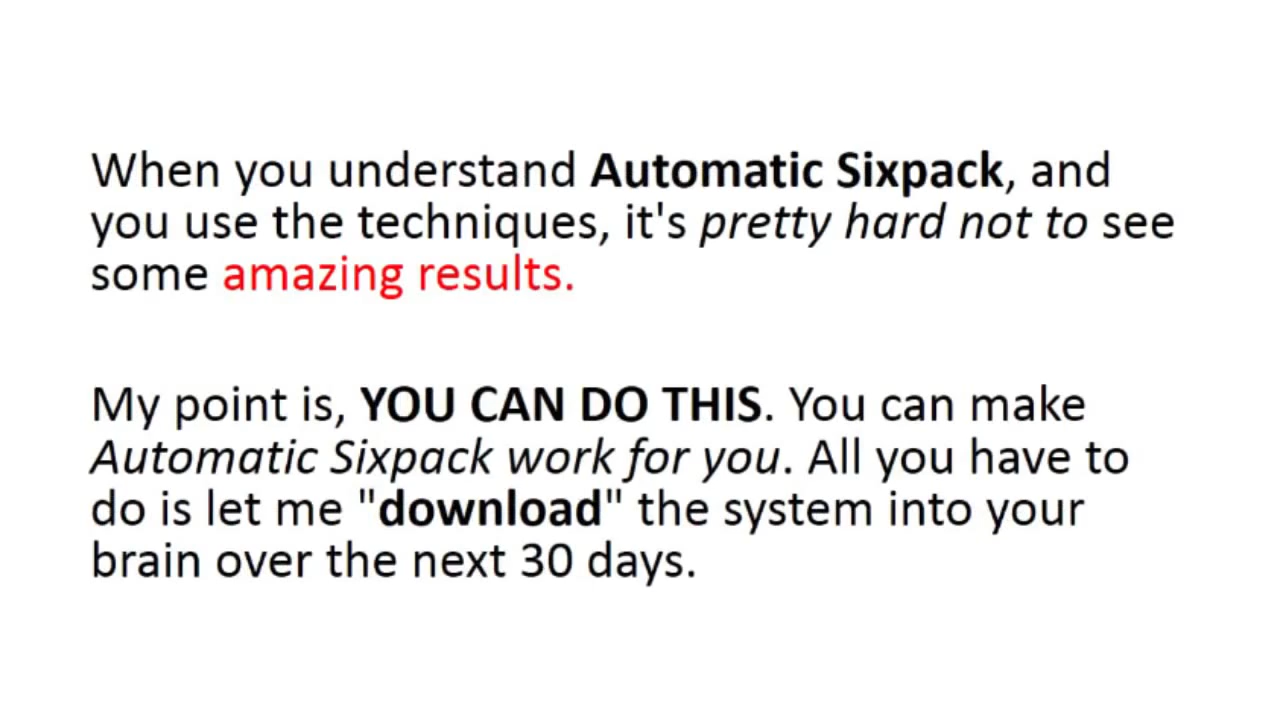 When you understand Automatic Sixpack, and
you use the techniques, it's pretty hard not to see
some amazing results.
My point is, YOU CAN DO THIS. You can make
Automatic Sixpack work for you. All you have to
do is let me "download" the system into your
brain over the next 30 days.